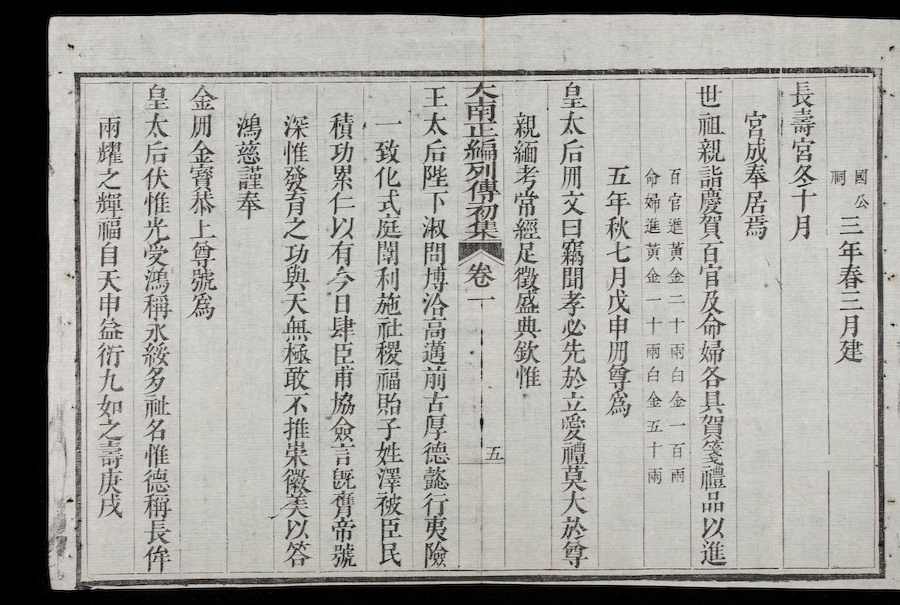 國公
祠
三年春三月建
長壽宮冬十月
宮成奉居焉
世祖親詣慶賀百官及命婦各具賀箋禮品以進
百官進黃金二十兩白金一百兩
命婦進黃金一十兩白金五十兩
五年秋七月戊申冊尊爲
皇太后冊文曰竊聞孝必先於立愛禮莫大於尊
親緬考常經足徵盛典欽惟
大南正編列傳初集 卷一 五
王太后陛下淑問博洽高邁前古厚德懿行夷險
一致化式庭闈利施社稷福貽子姓澤被臣民
積功累仁以有今日肆臣甫協僉言旣膺帝號
深惟發育之功與天無極敢不推崇徽美以答
鴻慈謹奉
金冊金寶恭上尊號爲
皇太后伏惟光受鴻稱永綏多祉名惟德稱長侔
兩耀之輝福自天申益衍九如之壽庚戌